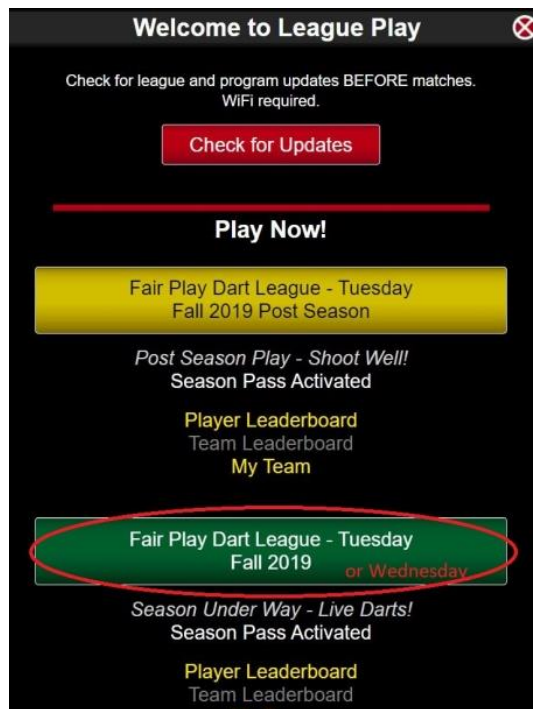 Welcome to League Play
Check for league and program updates BEFORE matches.
WiFi required.
Check for Updates
Play Now!
Fair Play Dart League - Tuesday
Fall 2019 Post Season
Post Season Play - Shoot Well!
Season Pass Activated
Player Leaderboard
Team Leaderboard
My Team
Fair Play Dart League - Tuesday
Fall 2019 or Wednesday
Season Under Way - Live Darts!
Season Pass Activated
Player Leaderboard
Team Leaderboard